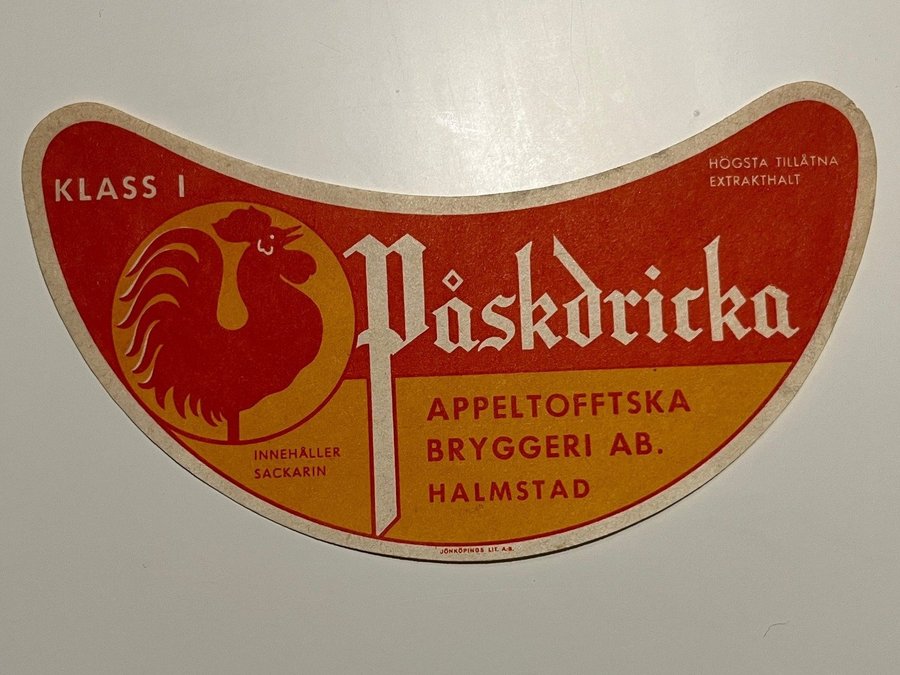 KLASS I
HÖGSTA TILLÅTNA
EXTRAKTHALT
Påskdricka
APPELTOFFTSKA
BRYGGERI AB.
HALMSTAD
INNEHÅLLER
SACKARIN
JÖNKÖPINGS LIT. A.-B.